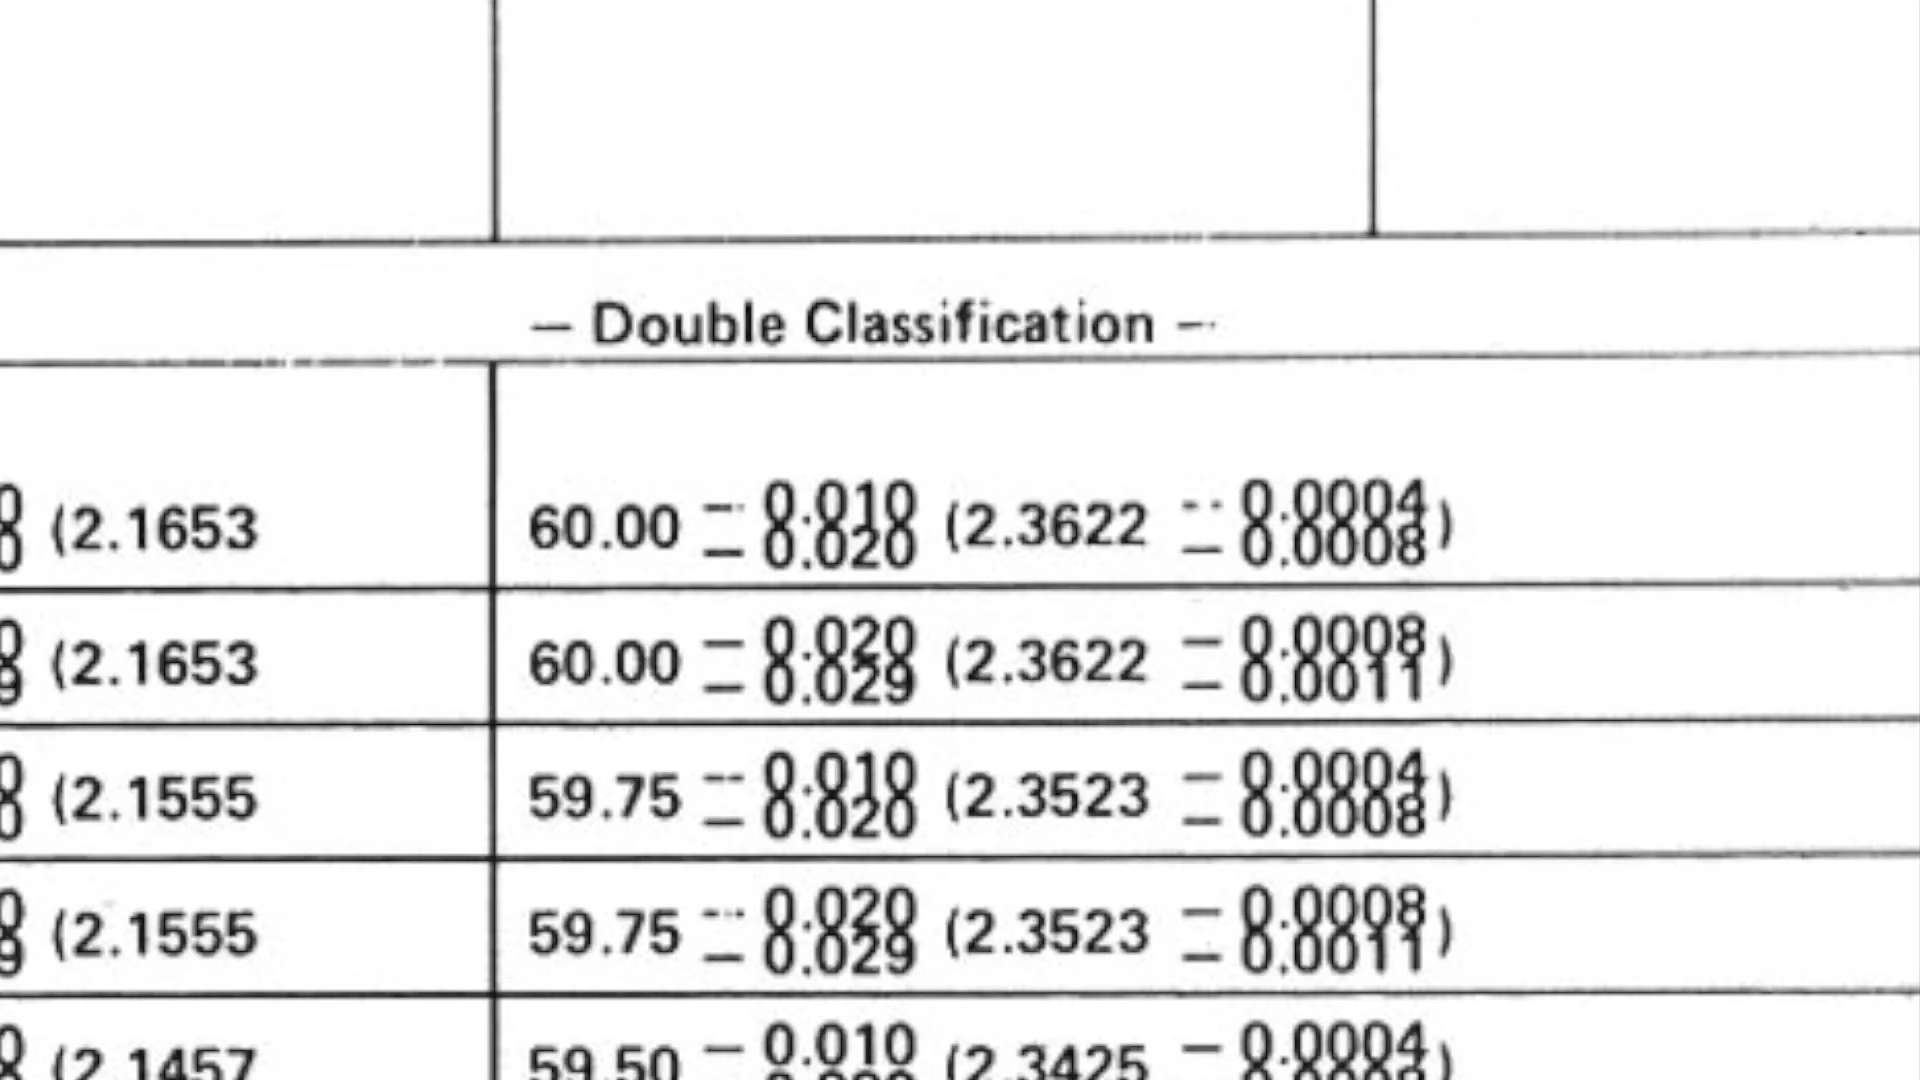 — Double Classification —
(2.1653 60.00 — 0.010 (2.3622 — 0.0004
— 0.020 — 0.0008)
(2.1653 60.00 — 0.020 (2.3622 — 0.0008
— 0.029 — 0.0011)
(2.1555 59.75 — 0.010 (2.3523 — 0.0004
— 0.020 — 0.0008)
(2.1555 59.75 — 0.020 (2.3523 — 0.0008
— 0.029 — 0.0011)
(2.1457 59.50 — 0.010 (2.3425 — 0.0004